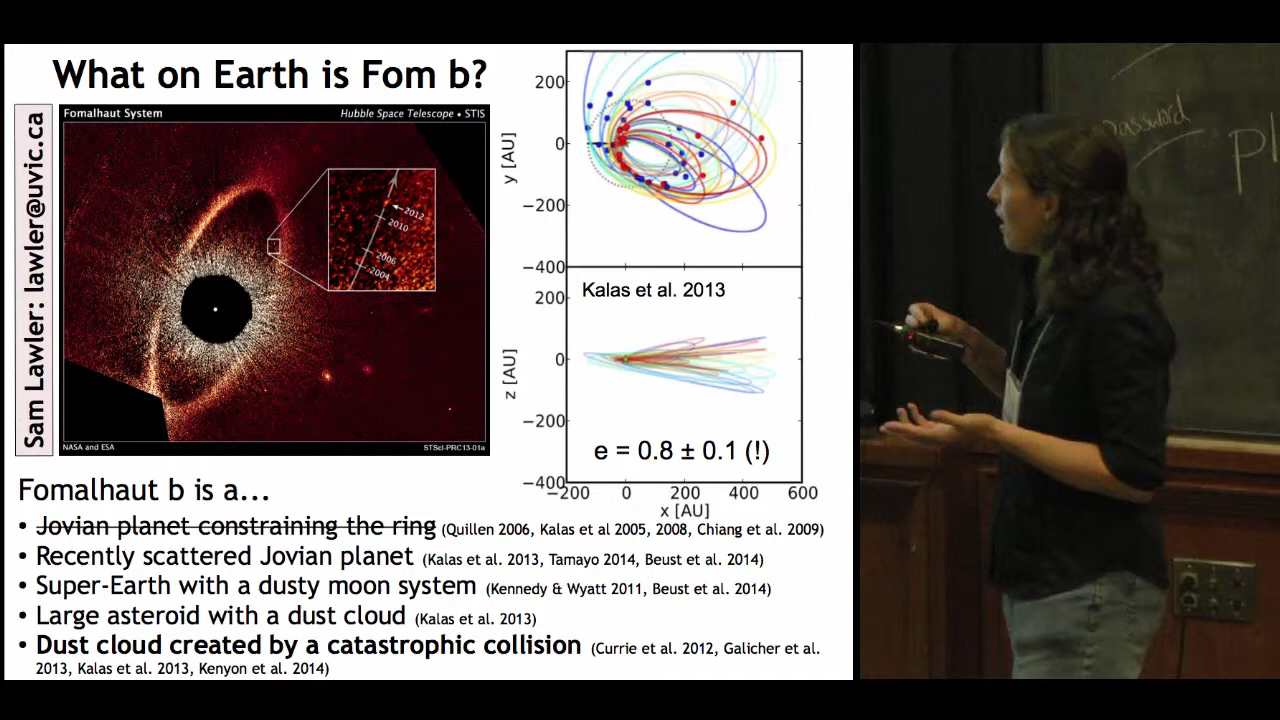 What on Earth is Fom b?
Sam Lawler: lawler@uvic.ca
Fomalhaut System
Hubble Space Telescope • STIS
2012
2010
2006
2004
NASA and ESA
STScI-PRC13-01a
200
0
−200
−400
y [AU]
Kalas et al. 2013
200
0
−200
−400
z [AU]
e = 0.8 ± 0.1 (!)
−200 0 200 400 600
x [AU]
Fomalhaut b is a...
• Jovian planet constraining the ring (Quillen 2006, Kalas et al 2005, 2008, Chiang et al. 2009)
• Recently scattered Jovian planet (Kalas et al. 2013, Tamayo 2014, Beust et al. 2014)
• Super-Earth with a dusty moon system (Kennedy & Wyatt 2011, Beust et al. 2014)
• Large asteroid with a dust cloud (Kalas et al. 2013)
• Dust cloud created by a catastrophic collision (Currie et al. 2012, Galicher et al.
2013, Kalas et al. 2013, Kenyon et al. 2014)
Password